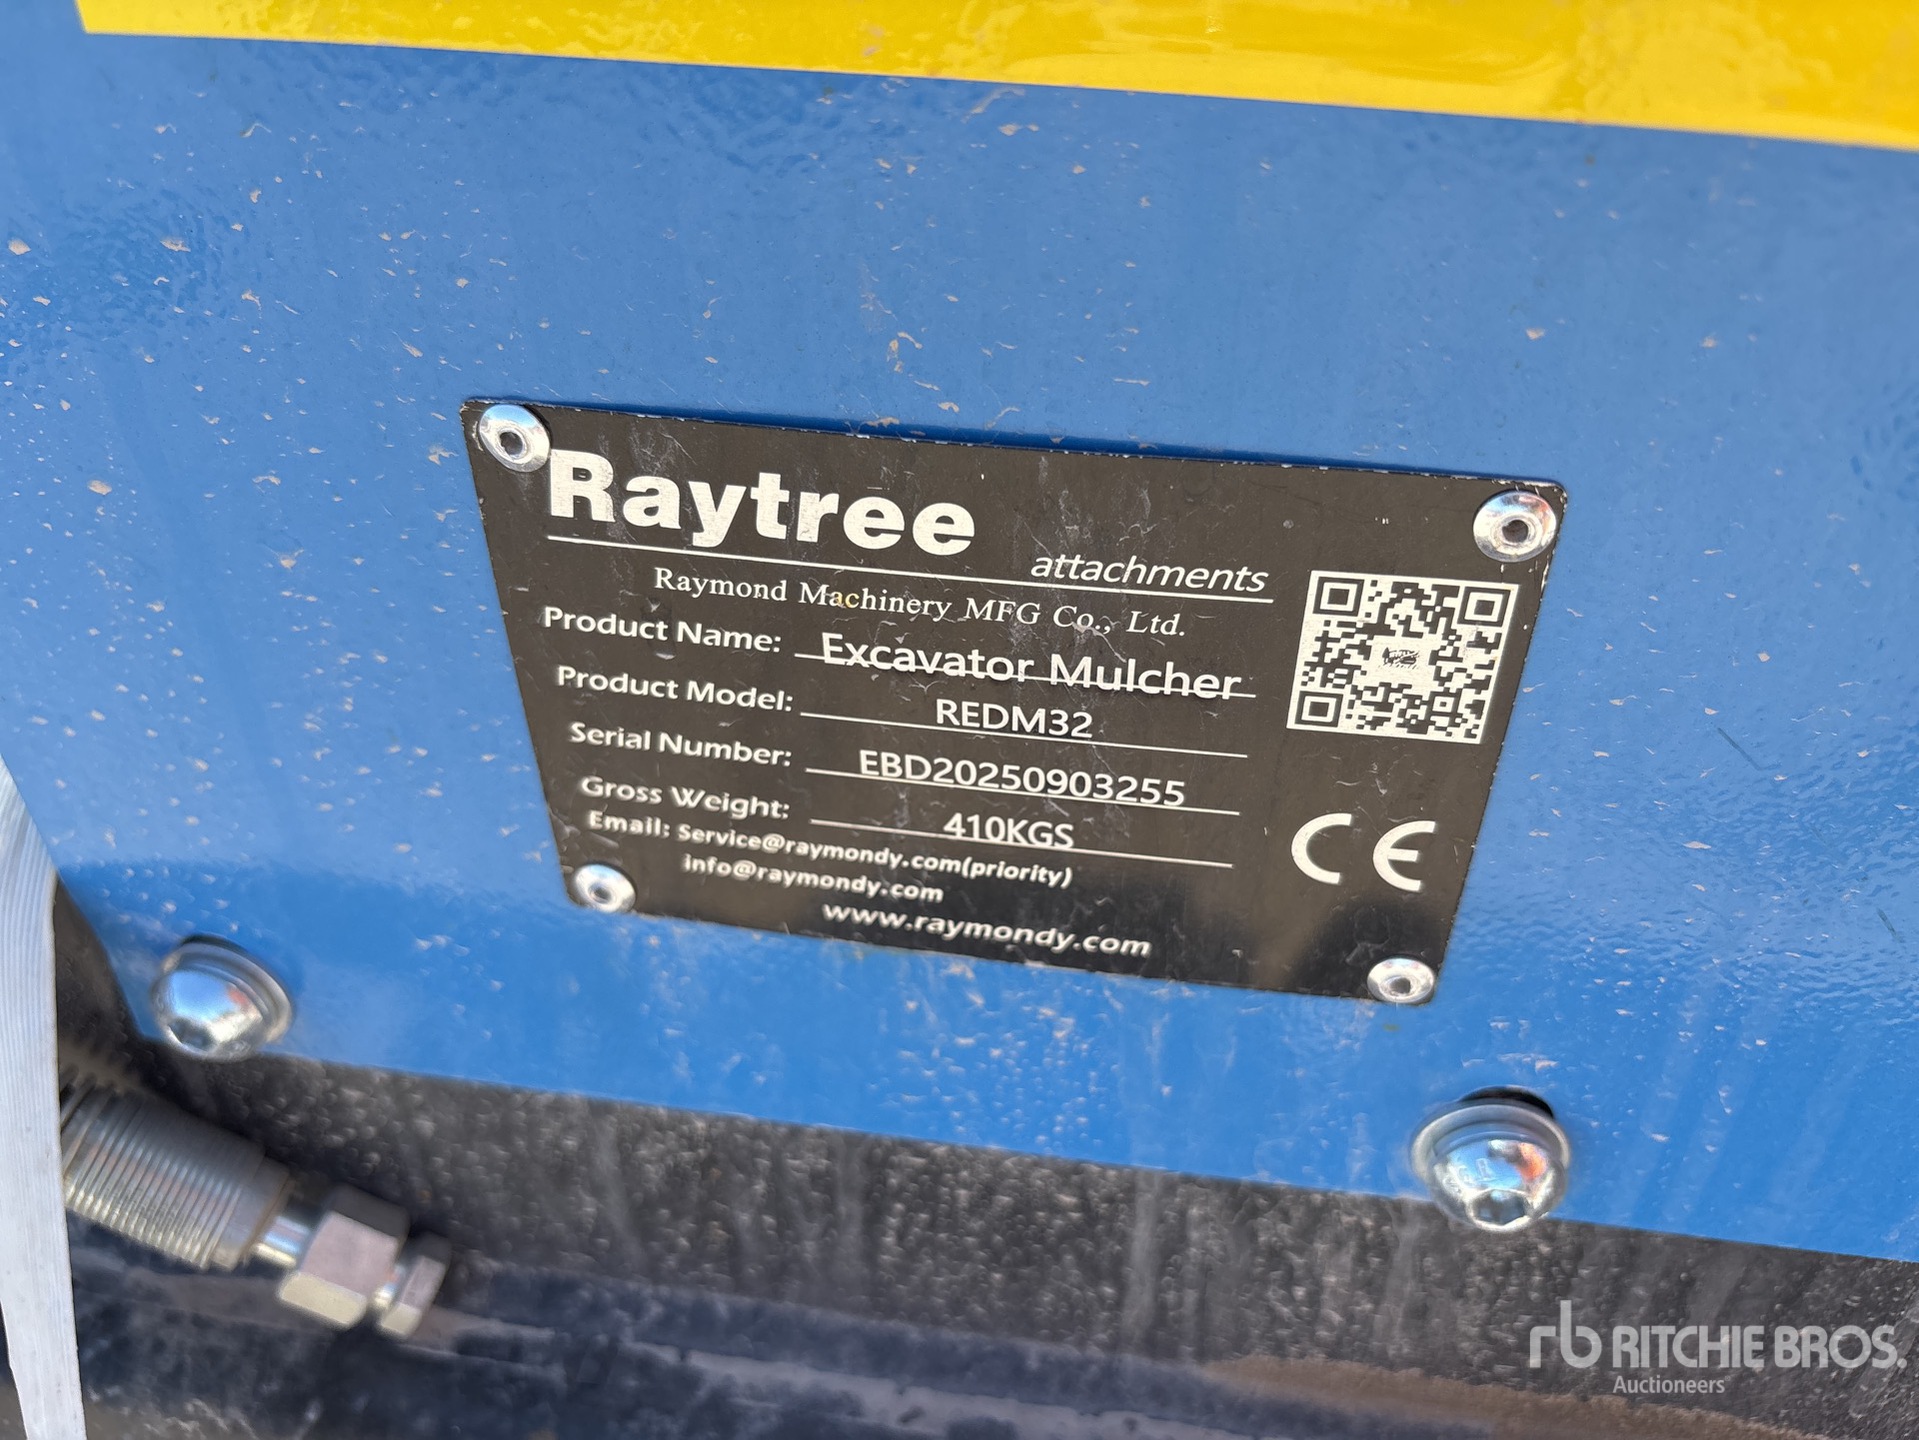 Raytree
attachments
Raymond Machinery MFG Co., Ltd.
Product Name: Excavator Mulcher
Product Model: REDM32
Serial Number: EBD20250903255
Gross Weight: 410KGS
Email: Service@raymondy.com(priority)
info@raymondy.com
www.raymondy.com
CE
rb RITCHIE BROS.
Auctioneers